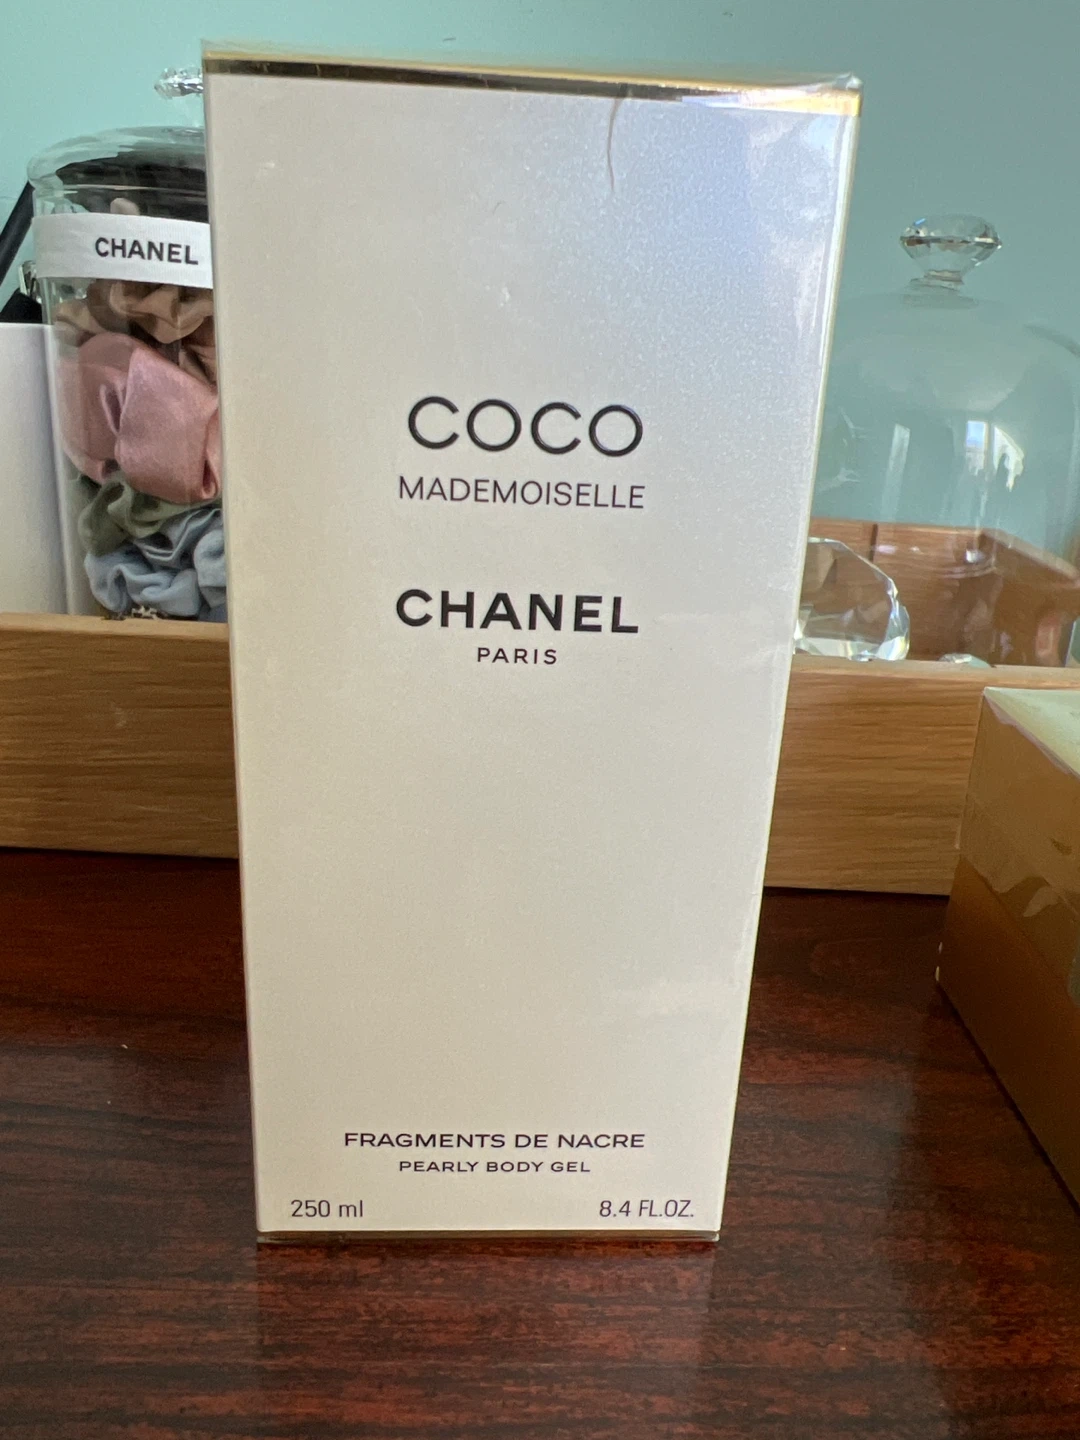 CHANEL
COCO
MADEMOISELLE
CHANEL
PARIS
FRAGMENTS DE NACRE
PEARLY BODY GEL
250 ml 8.4 FL.OZ.